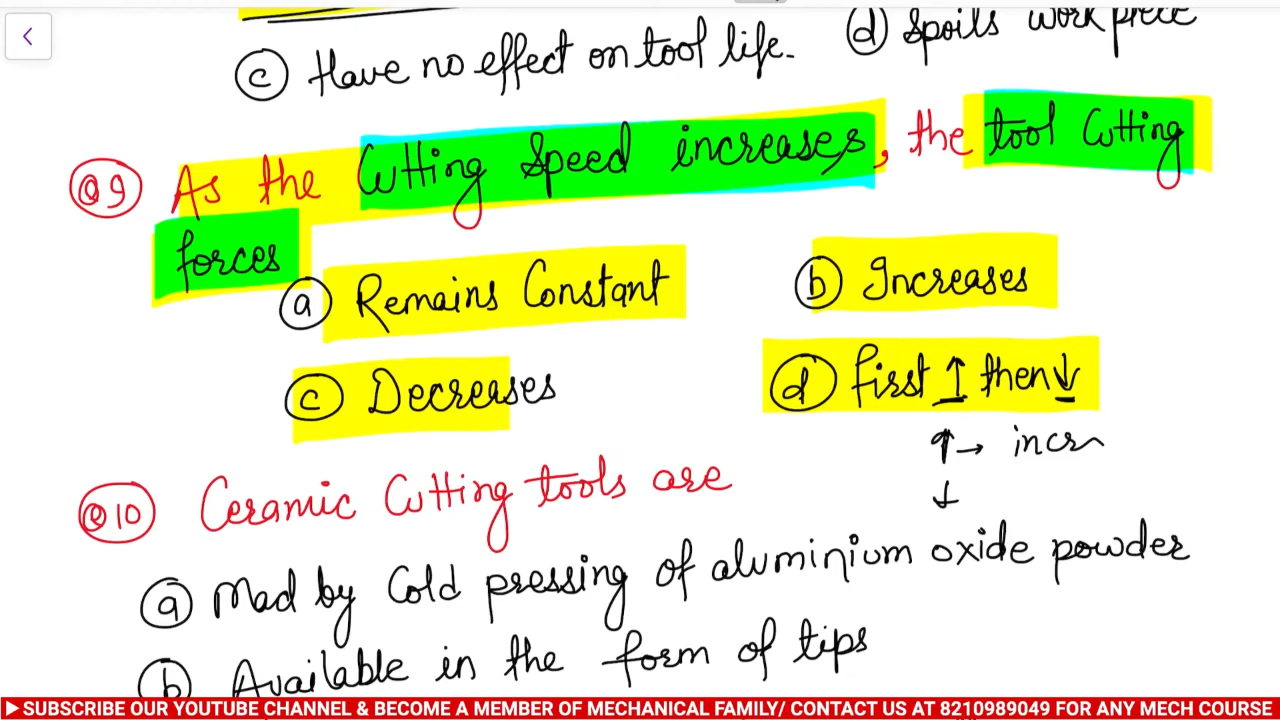 (c) Have no effect on tool life. (d) Spoils work piece
Q9 As the Cutting Speed increases, the tool Cutting
forces
(a) Remains Constant (b) Increases
(c) Decreases (d) first ↑ then ↓
↑ → incr
↓
Q10 Ceramic Cutting tools are
(a) Mad by Cold pressing of aluminium oxide powder
(b) Available in the form of tips
▶ SUBSCRIBE OUR YOUTUBE CHANNEL & BECOME A MEMBER OF MECHANICAL FAMILY/ CONTACT US AT 8210989049 FOR ANY MECH COURSE